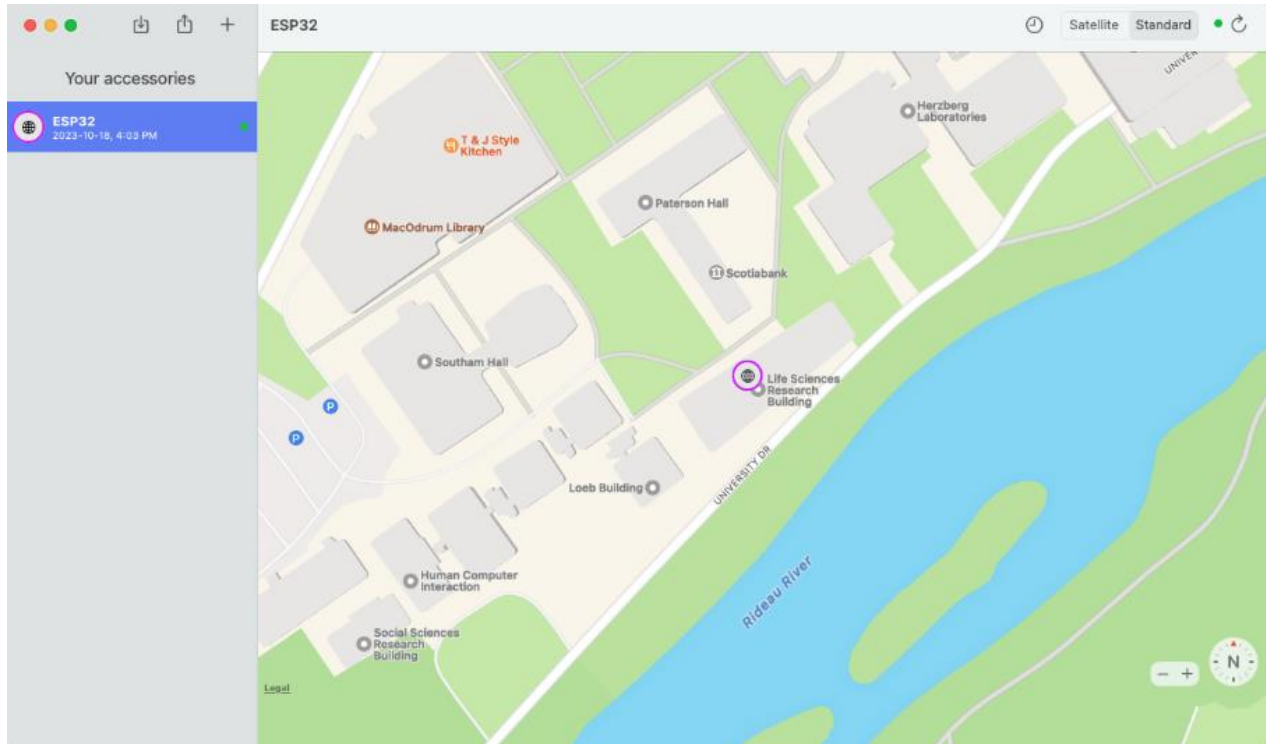 ESP32
Satellite
Standard
Your accessories
ESP32
2023-10-18, 4:03 PM
Herzberg
Laboratories
T & J Style
Kitchen
Paterson Hall
MacOdrum Library
Scotiabank
Southam Hall
Life Sciences
Research
Building
P
P
UNIVERSITY DR
Loeb Building
Human Computer
Interaction
Rideau River
Social Sciences
Research
Building
Legal
N